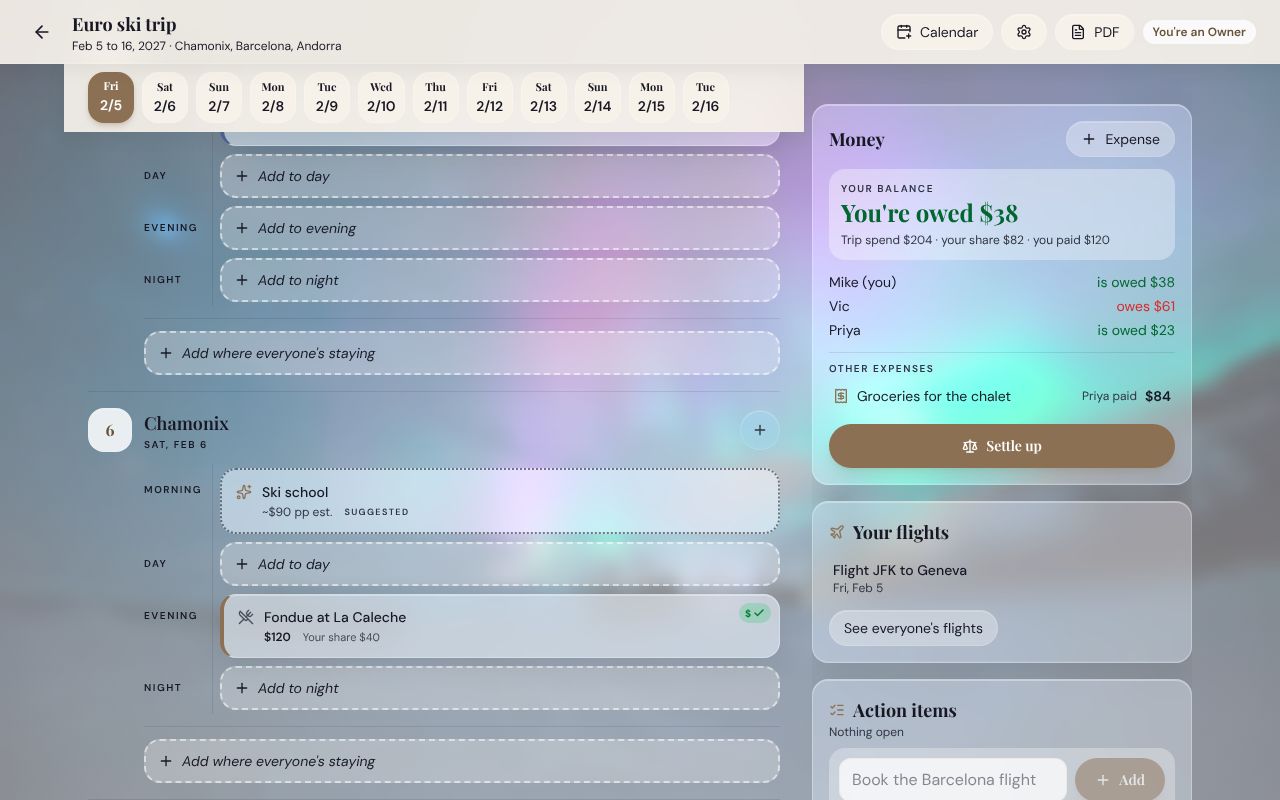 Euro ski trip
Feb 5 to 16, 2027 · Chamonix, Barcelona, Andorra
Calendar
PDF
You're an Owner
Fri 2/5
Sat 2/6
Sun 2/7
Mon 2/8
Tue 2/9
Wed 2/10
Thu 2/11
Fri 2/12
Sat 2/13
Sun 2/14
Mon 2/15
Tue 2/16
DAY
+ Add to day
EVENING
+ Add to evening
NIGHT
+ Add to night
+ Add where everyone's staying
6
Chamonix
SAT, FEB 6
+
MORNING
Ski school
~$90 pp est. SUGGESTED
DAY
+ Add to day
EVENING
Fondue at La Caleche
$120 Your share $40
$ ✓
NIGHT
+ Add to night
+ Add where everyone's staying
Money
+ Expense
YOUR BALANCE
You're owed $38
Trip spend $204 · your share $82 · you paid $120
Mike (you) is owed $38
Vic owes $61
Priya is owed $23
OTHER EXPENSES
Groceries for the chalet Priya paid $84
Settle up
Your flights
Flight JFK to Geneva
Fri, Feb 5
See everyone's flights
Action items
Nothing open
Book the Barcelona flight
+ Add